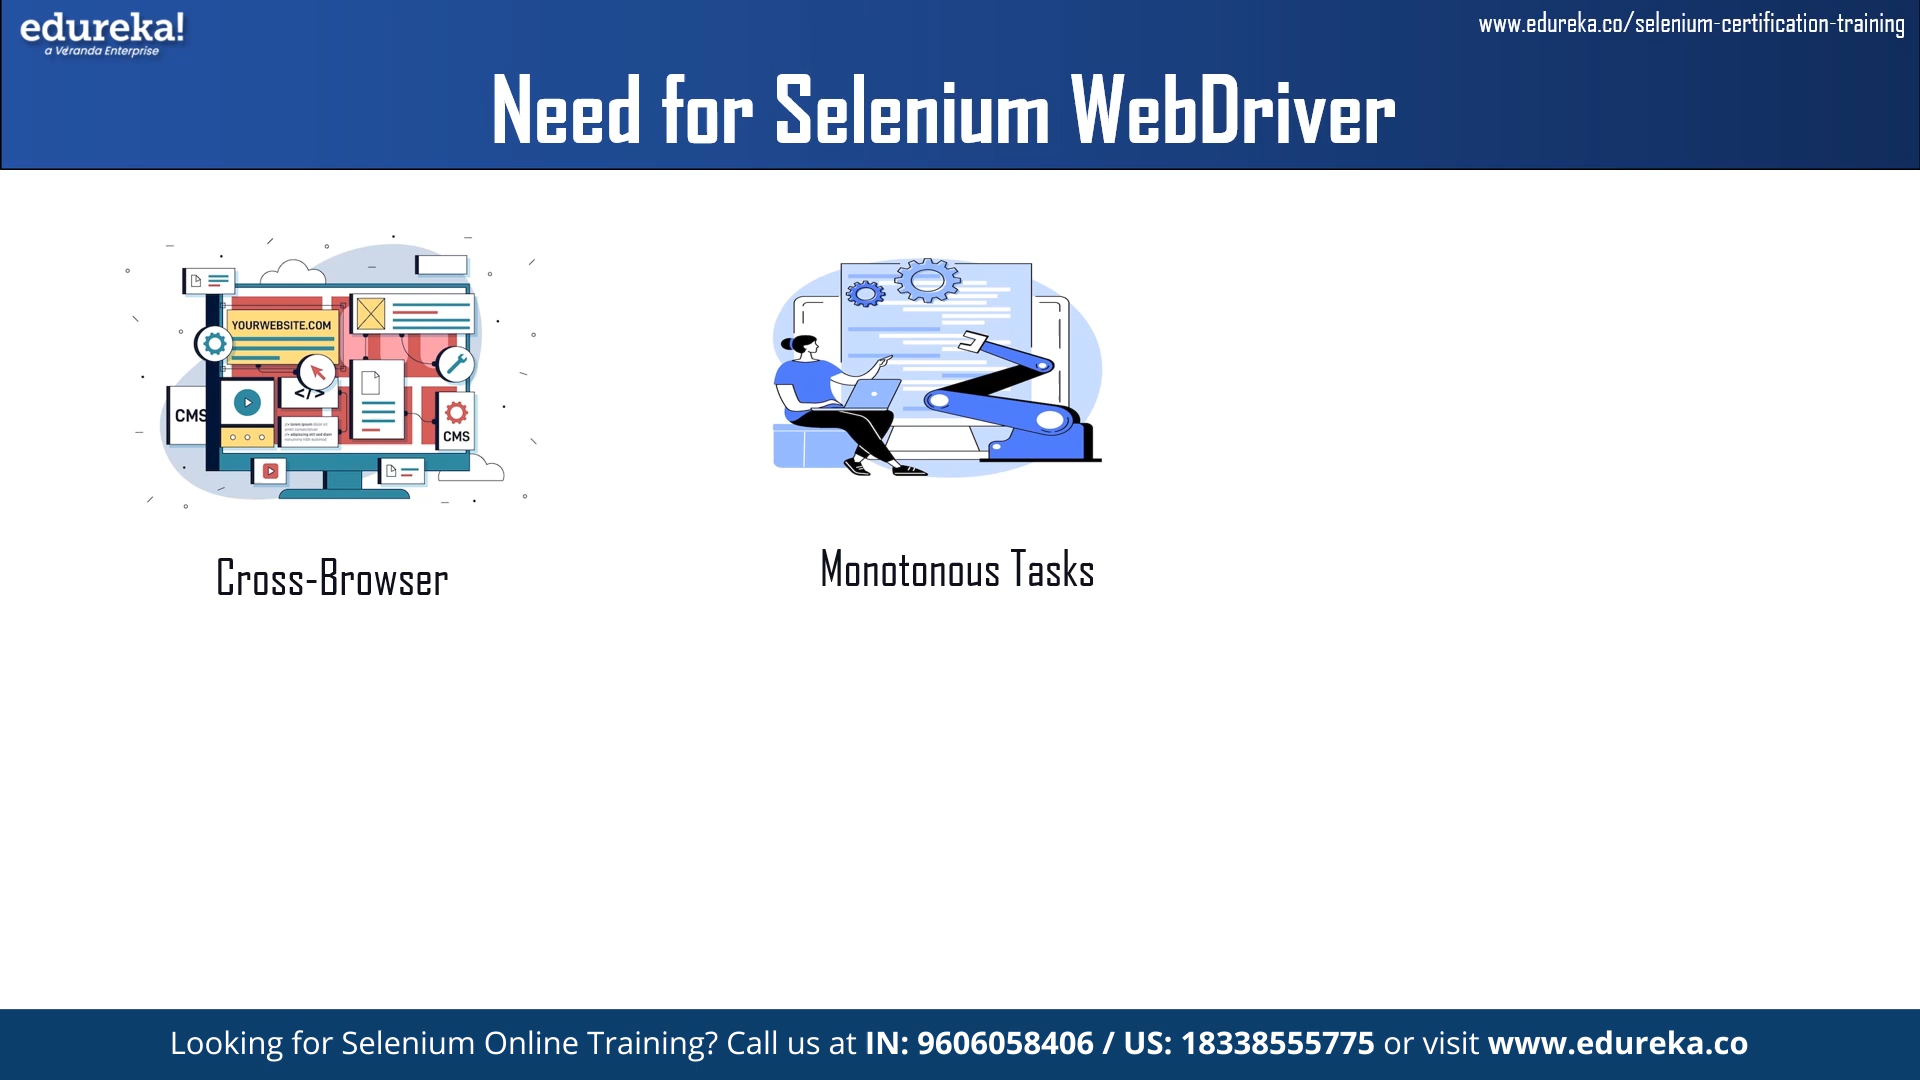 edureka!
a Veranda Enterprise
www.edureka.co/selenium-certification-training
Need for Selenium WebDriver
YOURWEBSITE.COM
</>
CMS
CMS
Cross-Browser
Monotonous Tasks
Looking for Selenium Online Training? Call us at IN: 9606058406 / US: 18338555775 or visit www.edureka.co